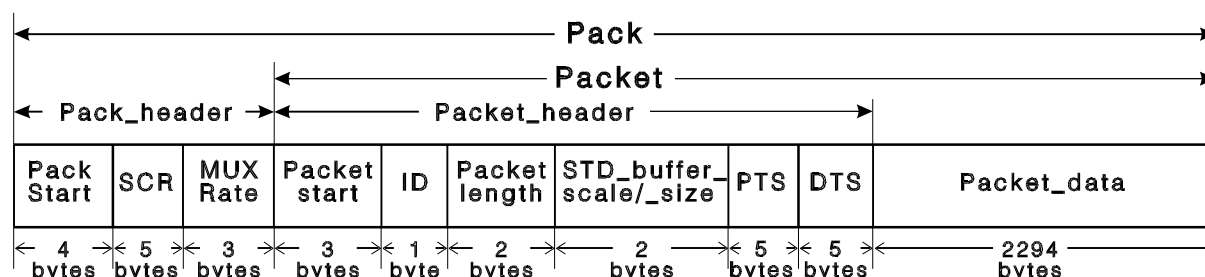 Pack
Packet
Pack_header Packet_header
Pack Start SCR MUX Rate Packet start ID Packet length STD_buffer_ scale/_size PTS DTS Packet_data
4 bytes 5 bytes 3 bytes 3 bytes 1 byte 2 bytes 2 bytes 5 bytes 5 bytes 2294 bytes